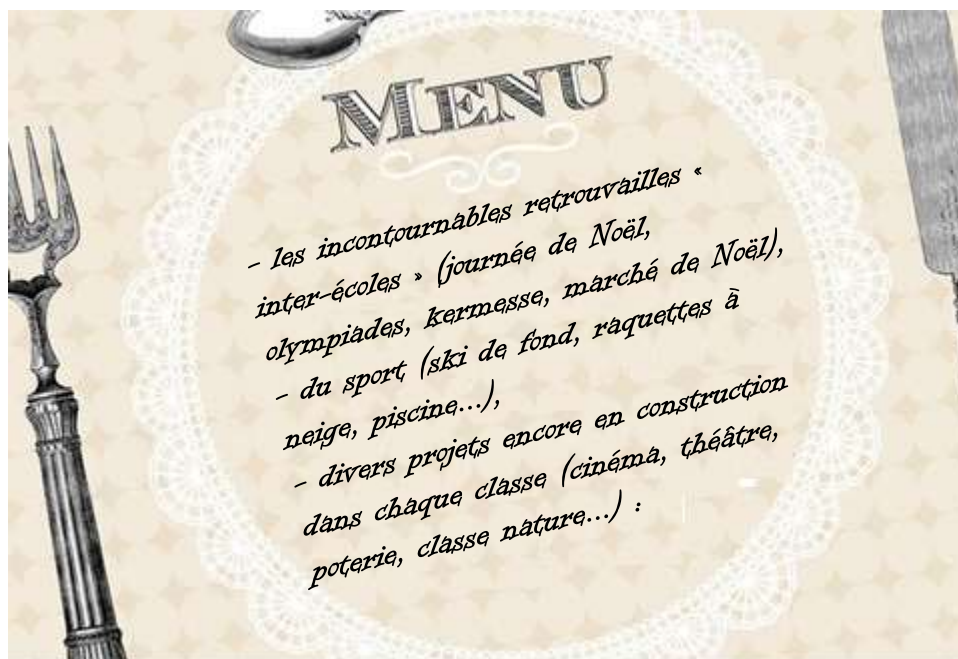 MENU
- les incontournables retrouvailles «
inter-écoles » (journée de Noël,
olympiades, kermesse, marché de Noël),
- du sport (ski de fond, raquettes à
neige, piscine...),
- divers projets encore en construction
dans chaque classe (cinéma, théâtre,
poterie, classe nature...) :